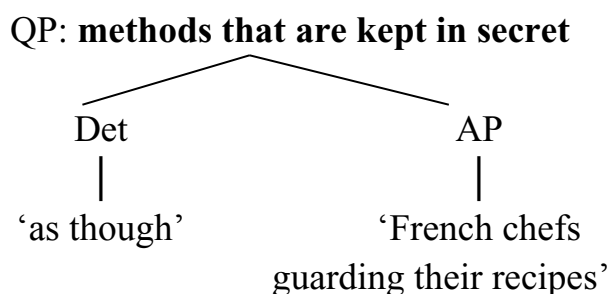 QP: methods that are kept in secret
Det AP
‘as though’ ‘French chefs
guarding their recipes’